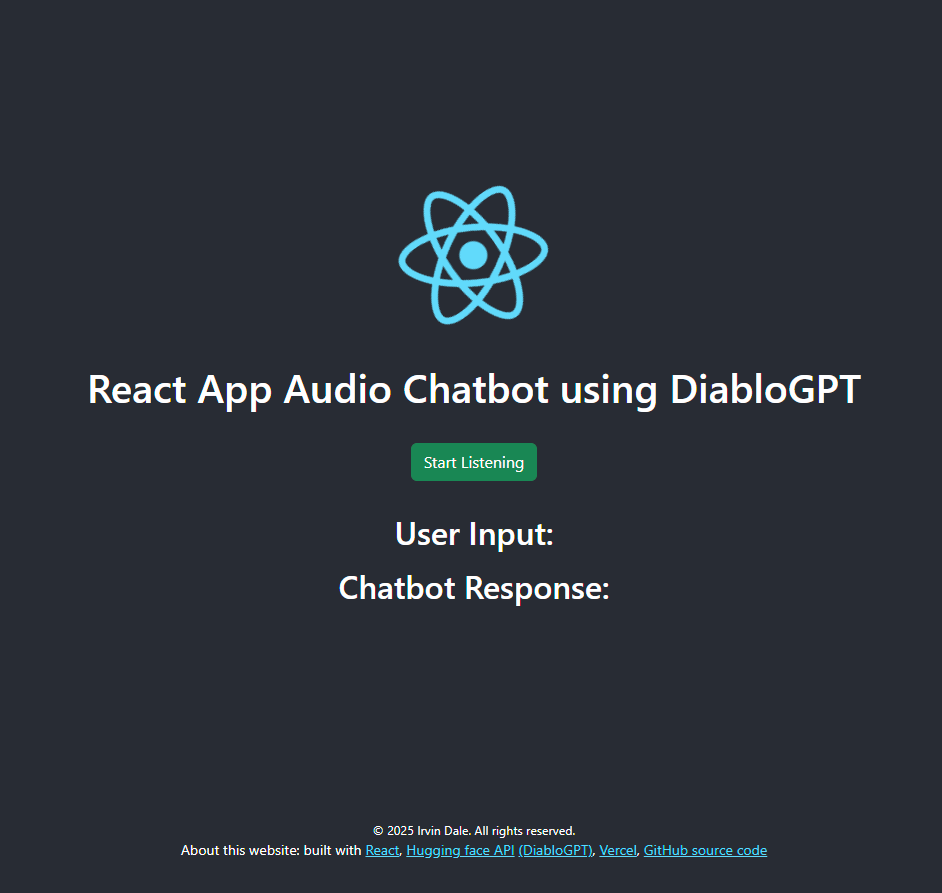 React App Audio Chatbot using DiabloGPT
Start Listening
User Input:
Chatbot Response:
© 2025 Irvin Dale. All rights reserved.
About this website: built with React, Hugging face API (DiabloGPT), Vercel, GitHub source code